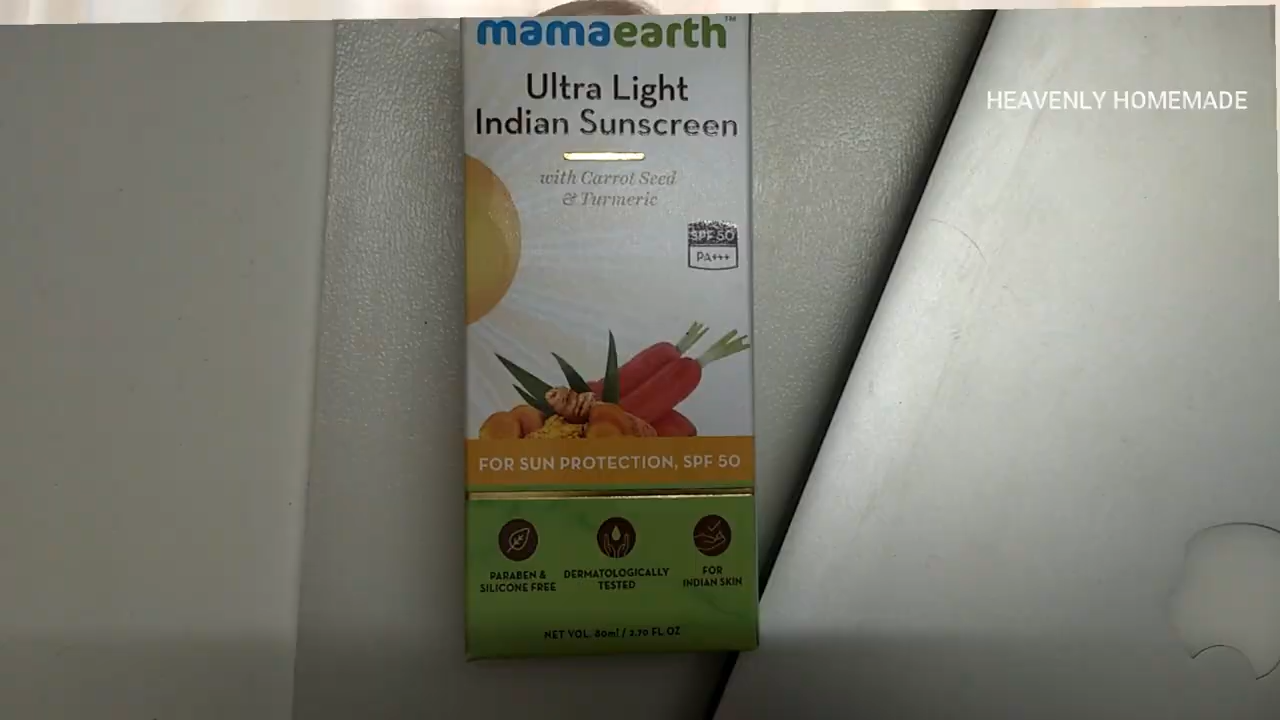 mamaearth™
HEAVENLY HOMEMADE
Ultra Light
Indian Sunscreen
with Carrot Seed
& Turmeric
SPF 50
PA+++
FOR SUN PROTECTION, SPF 50
PARABEN &
SILICONE FREE
DERMATOLOGICALLY
TESTED
FOR
INDIAN SKIN
NET VOL. 80ml / 2.70 FL OZ